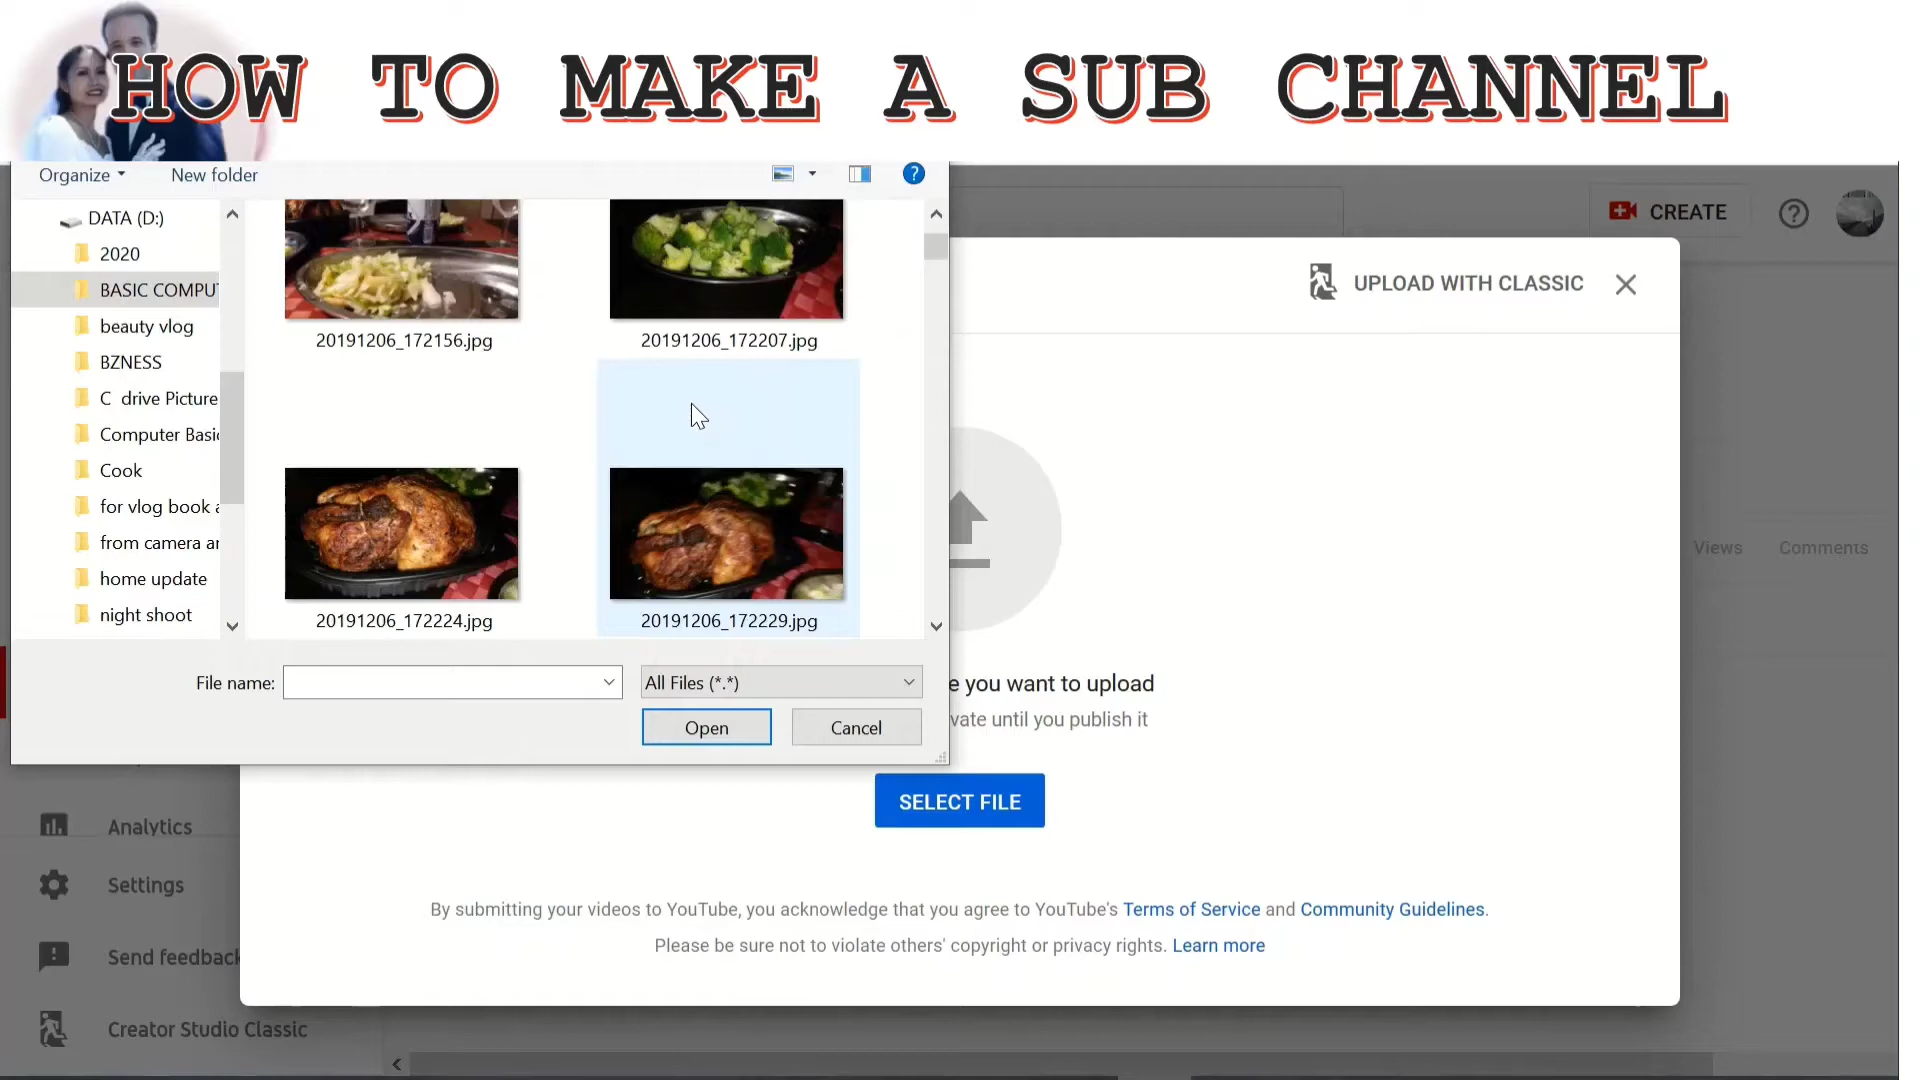 HOW TO MAKE A SUB CHANNEL
Organize
New folder
CREATE
DATA (D:)
2020
BASIC COMPUT
beauty vlog
BZNESS
C drive Picture
Computer Basic
Cook
for vlog book a
from camera ar
home update
night shoot
20191206_172156.jpg
20191206_172207.jpg
20191206_172224.jpg
20191206_172229.jpg
File name:
All Files (*.*)
Open
Cancel
UPLOAD WITH CLASSIC
Views
Comments
e you want to upload
vate until you publish it
SELECT FILE
Analytics
Settings
Send feedback
Creator Studio Classic
By submitting your videos to YouTube, you acknowledge that you agree to YouTube's Terms of Service and Community Guidelines.
Please be sure not to violate others' copyright or privacy rights. Learn more